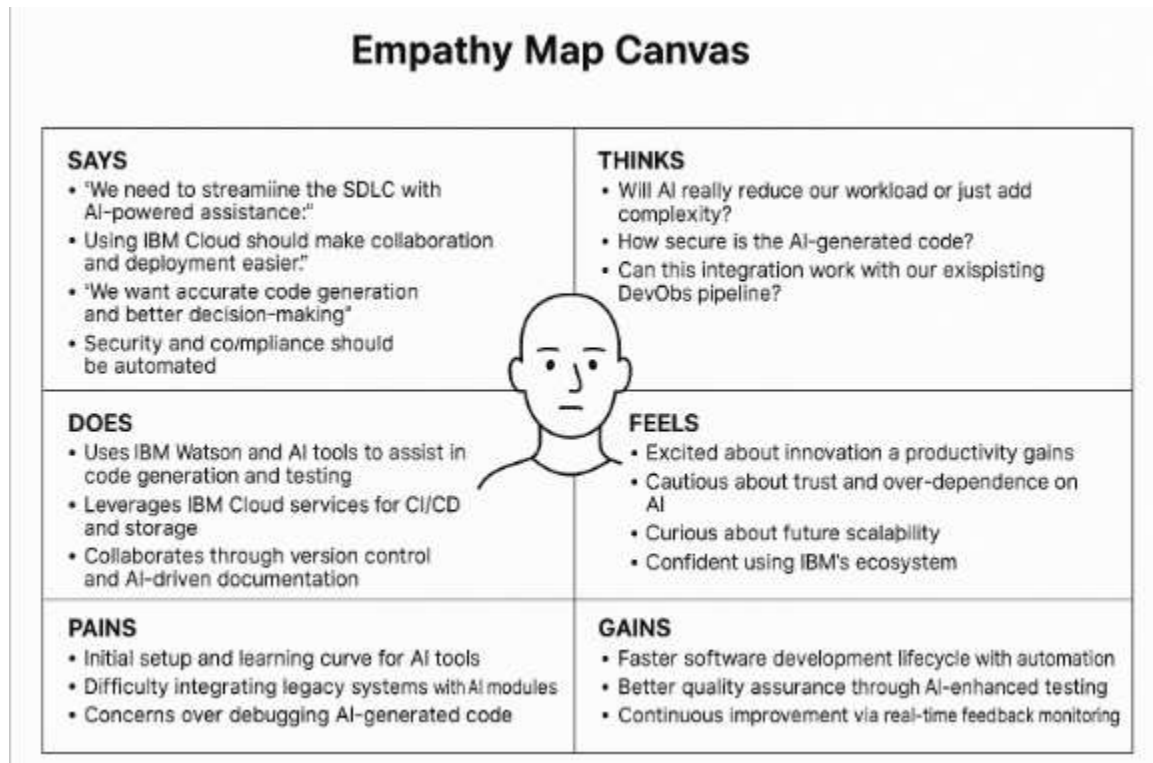 Empathy Map Canvas
SAYS
• "We need to streamiine the SDLC with
AI-powered assistance:"
• Using IBM Cloud should make collaboration
and deployment easier."
• "We want accurate code generation
and better decision-making"
• Security and compliance should
be automated
THINKS
• Will AI really reduce our workload or just add
complexity?
• How secure is the AI-generated code?
• Can this integration work with our exispisting
DevObs pipeline?
DOES
• Uses IBM Watson and AI tools to assist in
code generation and testing
• Leverages IBM Cloud services for CI/CD
and storage
• Collaborates through version control
and AI-driven documentation
FEELS
• Excited about innovation a productivity gains
• Cautious about trust and over-dependence on
AI
• Curious about future scalability
• Confident using IBM's ecosystem
PAINS
• Initial setup and learning curve for AI tools
• Difficulty integrating legacy systems with AI modules
• Concerns over debugging AI-generated code
GAINS
• Faster software development lifecycle with automation
• Better quality assurance through AI-enhanced testing
• Continuous improvement via real-time feedback monitoring